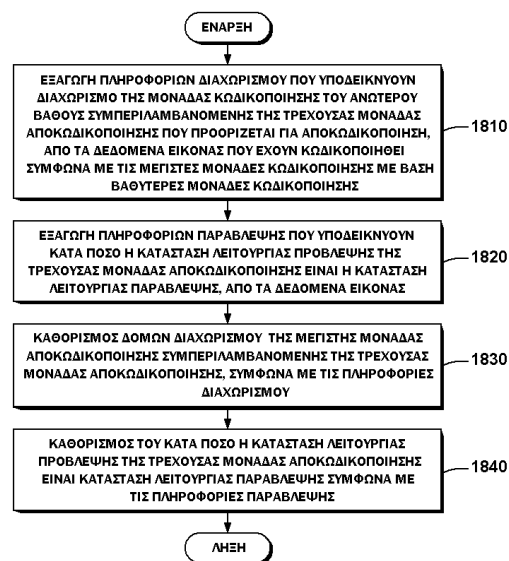 ΕΝΑΡΞΗ
ΕΞΑΓΩΓΗ ΠΛΗΡΟΦΟΡΙΩΝ ΔΙΑΧΩΡΙΣΜΟΥ ΠΟΥ ΥΠΟΔΕΙΚΝΥΟΥΝ
ΔΙΑΧΩΡΙΣΜΟ ΤΗΣ ΜΟΝΑΔΑΣ ΚΩΔΙΚΟΠΟΙΗΣΗΣ ΤΟΥ ΑΝΩΤΕΡΟΥ
ΒΑΘΟΥΣ ΣΥΜΠΕΡΙΛΑΜΒΑΝΟΜΕΝΗΣ ΤΗΣ ΤΡΕΧΟΥΣΑΣ ΜΟΝΑΔΑΣ
ΑΠΟΚΩΔΙΚΟΠΟΙΗΣΗΣ ΠΟΥ ΠΡΟΟΡΙΖΕΤΑΙ ΓΙΑ ΑΠΟΚΩΔΙΚΟΠΟΙΗΣΗ,
ΑΠΟ ΤΑ ΔΕΔΟΜΕΝΑ ΕΙΚΟΝΑΣ ΠΟΥ ΕΧΟΥΝ ΚΩΔΙΚΟΠΟΙΗΘΕΙ
ΣΥΜΦΩΝΑ ΜΕ ΤΙΣ ΜΕΓΙΣΤΕΣ ΜΟΝΑΔΕΣ ΚΩΔΙΚΟΠΟΙΗΣΗΣ ΜΕ ΒΑΣΗ
ΒΑΘΥΤΕΡΕΣ ΜΟΝΑΔΕΣ ΚΩΔΙΚΟΠΟΙΗΣΗΣ
1810
ΕΞΑΓΩΓΗ ΠΛΗΡΟΦΟΡΙΩΝ ΠΑΡΑΒΛΕΨΗΣ ΠΟΥ ΥΠΟΔΕΙΚΝΥΟΥΝ
ΚΑΤΑ ΠΟΣΟ Η ΚΑΤΑΣΤΑΣΗ ΛΕΙΤΟΥΡΓΙΑΣ ΠΡΟΒΛΕΨΗΣ ΤΗΣ
ΤΡΕΧΟΥΣΑΣ ΜΟΝΑΔΑΣ ΑΠΟΚΩΔΙΚΟΠΟΙΗΣΗΣ ΕΙΝΑΙ Η ΚΑΤΑΣΤΑΣΗ
ΛΕΙΤΟΥΡΓΙΑΣ ΠΑΡΑΒΛΕΨΗΣ, ΑΠΟ ΤΑ ΔΕΔΟΜΕΝΑ ΕΙΚΟΝΑΣ
1820
ΚΑΘΟΡΙΣΜΟΣ ΔΟΜΩΝ ΔΙΑΧΩΡΙΣΜΟΥ ΤΗΣ ΜΕΓΙΣΤΗΣ ΜΟΝΑΔΑΣ
ΑΠΟΚΩΔΙΚΟΠΟΙΗΣΗΣ ΣΥΜΠΕΡΙΛΑΜΒΑΝΟΜΕΝΗΣ ΤΗΣ ΤΡΕΧΟΥΣΑΣ
ΜΟΝΑΔΑΣ ΑΠΟΚΩΔΙΚΟΠΟΙΗΣΗΣ, ΣΥΜΦΩΝΑ ΜΕ ΤΙΣ ΠΛΗΡΟΦΟΡΙΕΣ
ΔΙΑΧΩΡΙΣΜΟΥ
1830
ΚΑΘΟΡΙΣΜΟΣ ΤΟΥ ΚΑΤΑ ΠΟΣΟ Η ΚΑΤΑΣΤΑΣΗ ΛΕΙΤΟΥΡΓΙΑΣ
ΠΡΟΒΛΕΨΗΣ ΤΗΣ ΤΡΕΧΟΥΣΑΣ ΜΟΝΑΔΑΣ ΑΠΟΚΩΔΙΚΟΠΟΙΗΣΗΣ
ΕΙΝΑΙ ΚΑΤΑΣΤΑΣΗ ΛΕΙΤΟΥΡΓΙΑΣ ΠΑΡΑΒΛΕΨΗΣ ΣΥΜΦΩΝΑ ΜΕ
ΤΙΣ ΠΛΗΡΟΦΟΡΙΕΣ ΠΑΡΑΒΛΕΨΗΣ
1840
ΛΗΞΗ